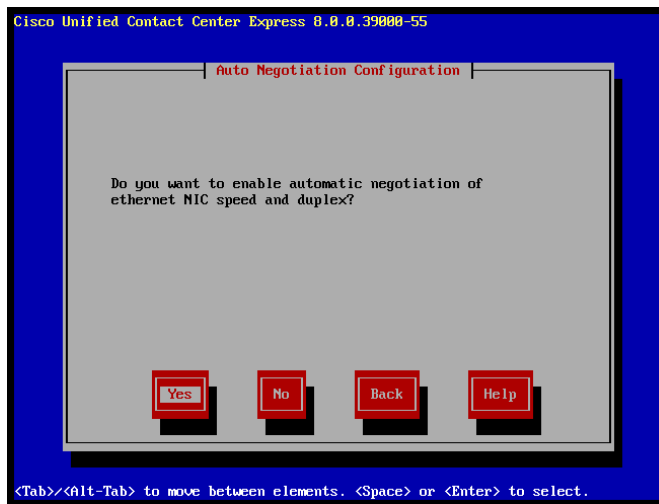 Cisco Unified Contact Center Express 8.0.0.39000-55
Auto Negotiation Configuration
Do you want to enable automatic negotiation of
ethernet NIC speed and duplex?
Yes No Back Help
<Tab>/<Alt-Tab> to move between elements. <Space> or <Enter> to select.